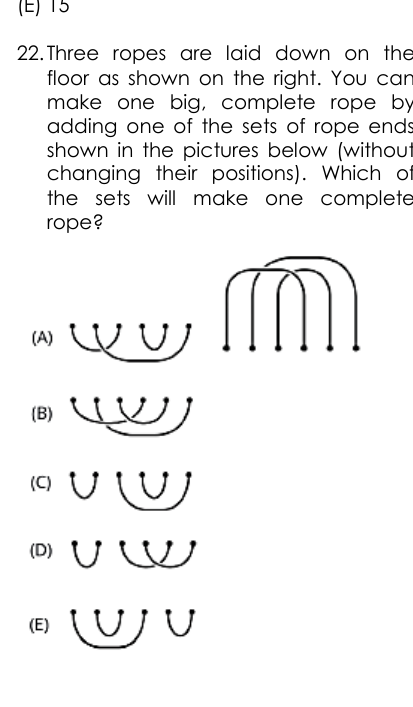 (E) 15
22. Three ropes are laid down on the
floor as shown on the right. You can
make one big, complete rope by
adding one of the sets of rope ends
shown in the pictures below (without
changing their positions). Which of
the sets will make one complete
rope?
(A)
(B)
(C)
(D)
(E)